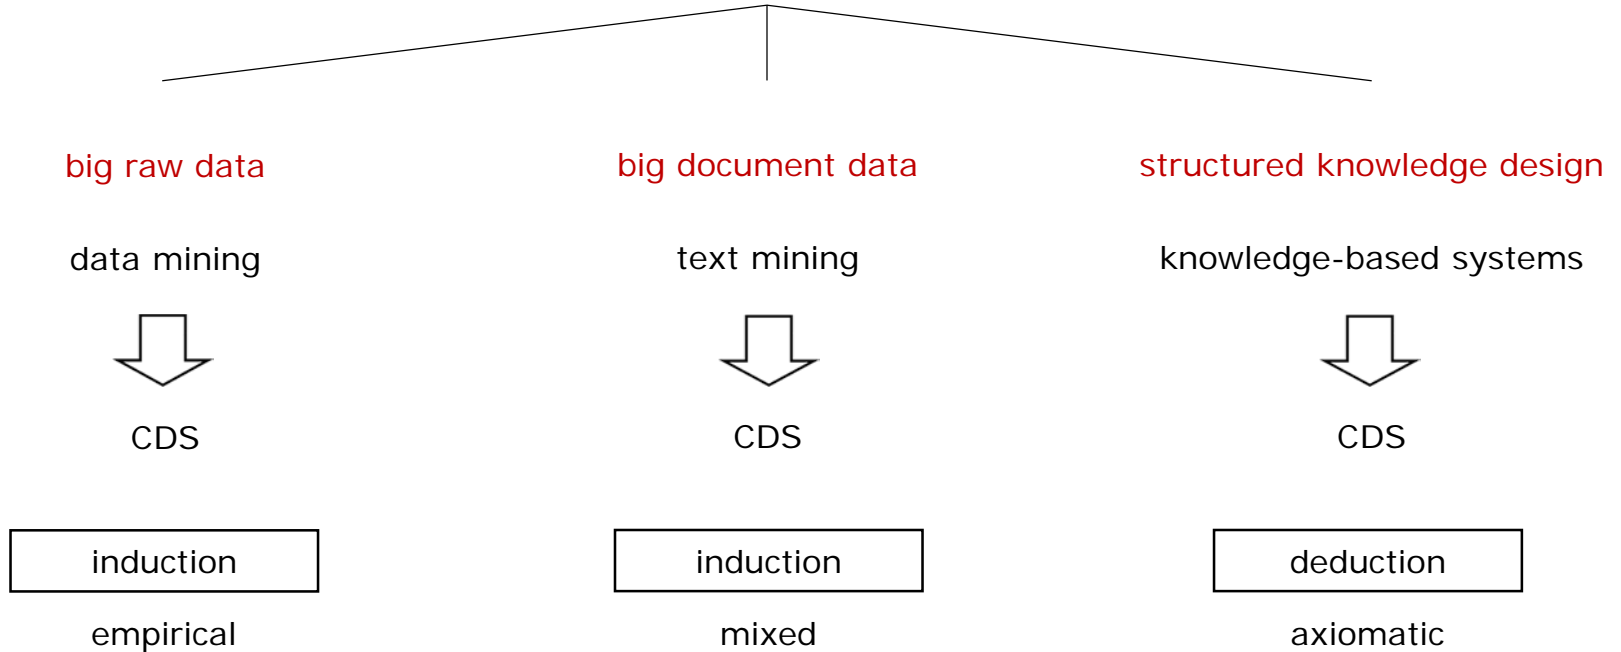 big raw data
big document data
structured knowledge design
data mining
text mining
knowledge-based systems
CDS
CDS
CDS
induction
induction
deduction
empirical
mixed
axiomatic